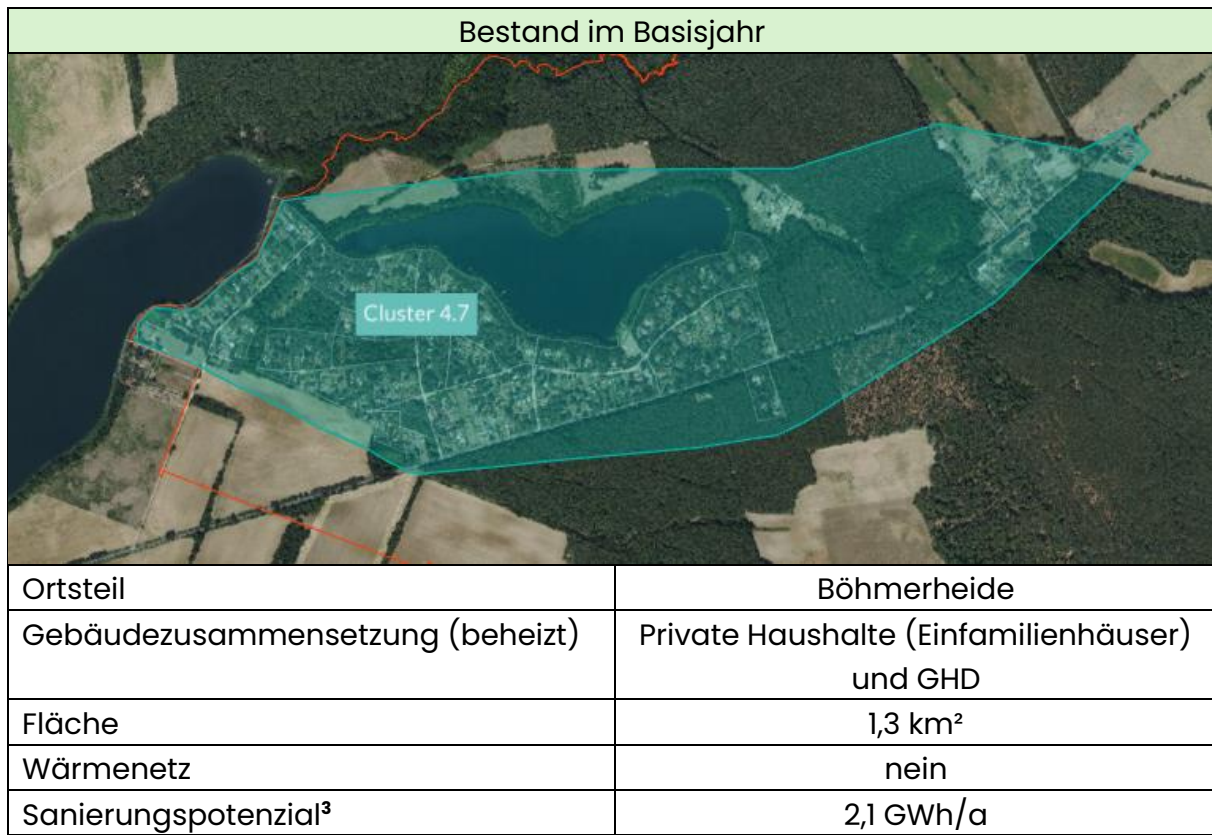 Bestand im Basisjahr
Cluster 4.7
Ortsteil
Böhmerheide
Gebäudezusammensetzung (beheizt)
Private Haushalte (Einfamilienhäuser)
und GHD
Fläche
1,3 km²
Wärmenetz
nein
Sanierungspotenzial³
2,1 GWh/a